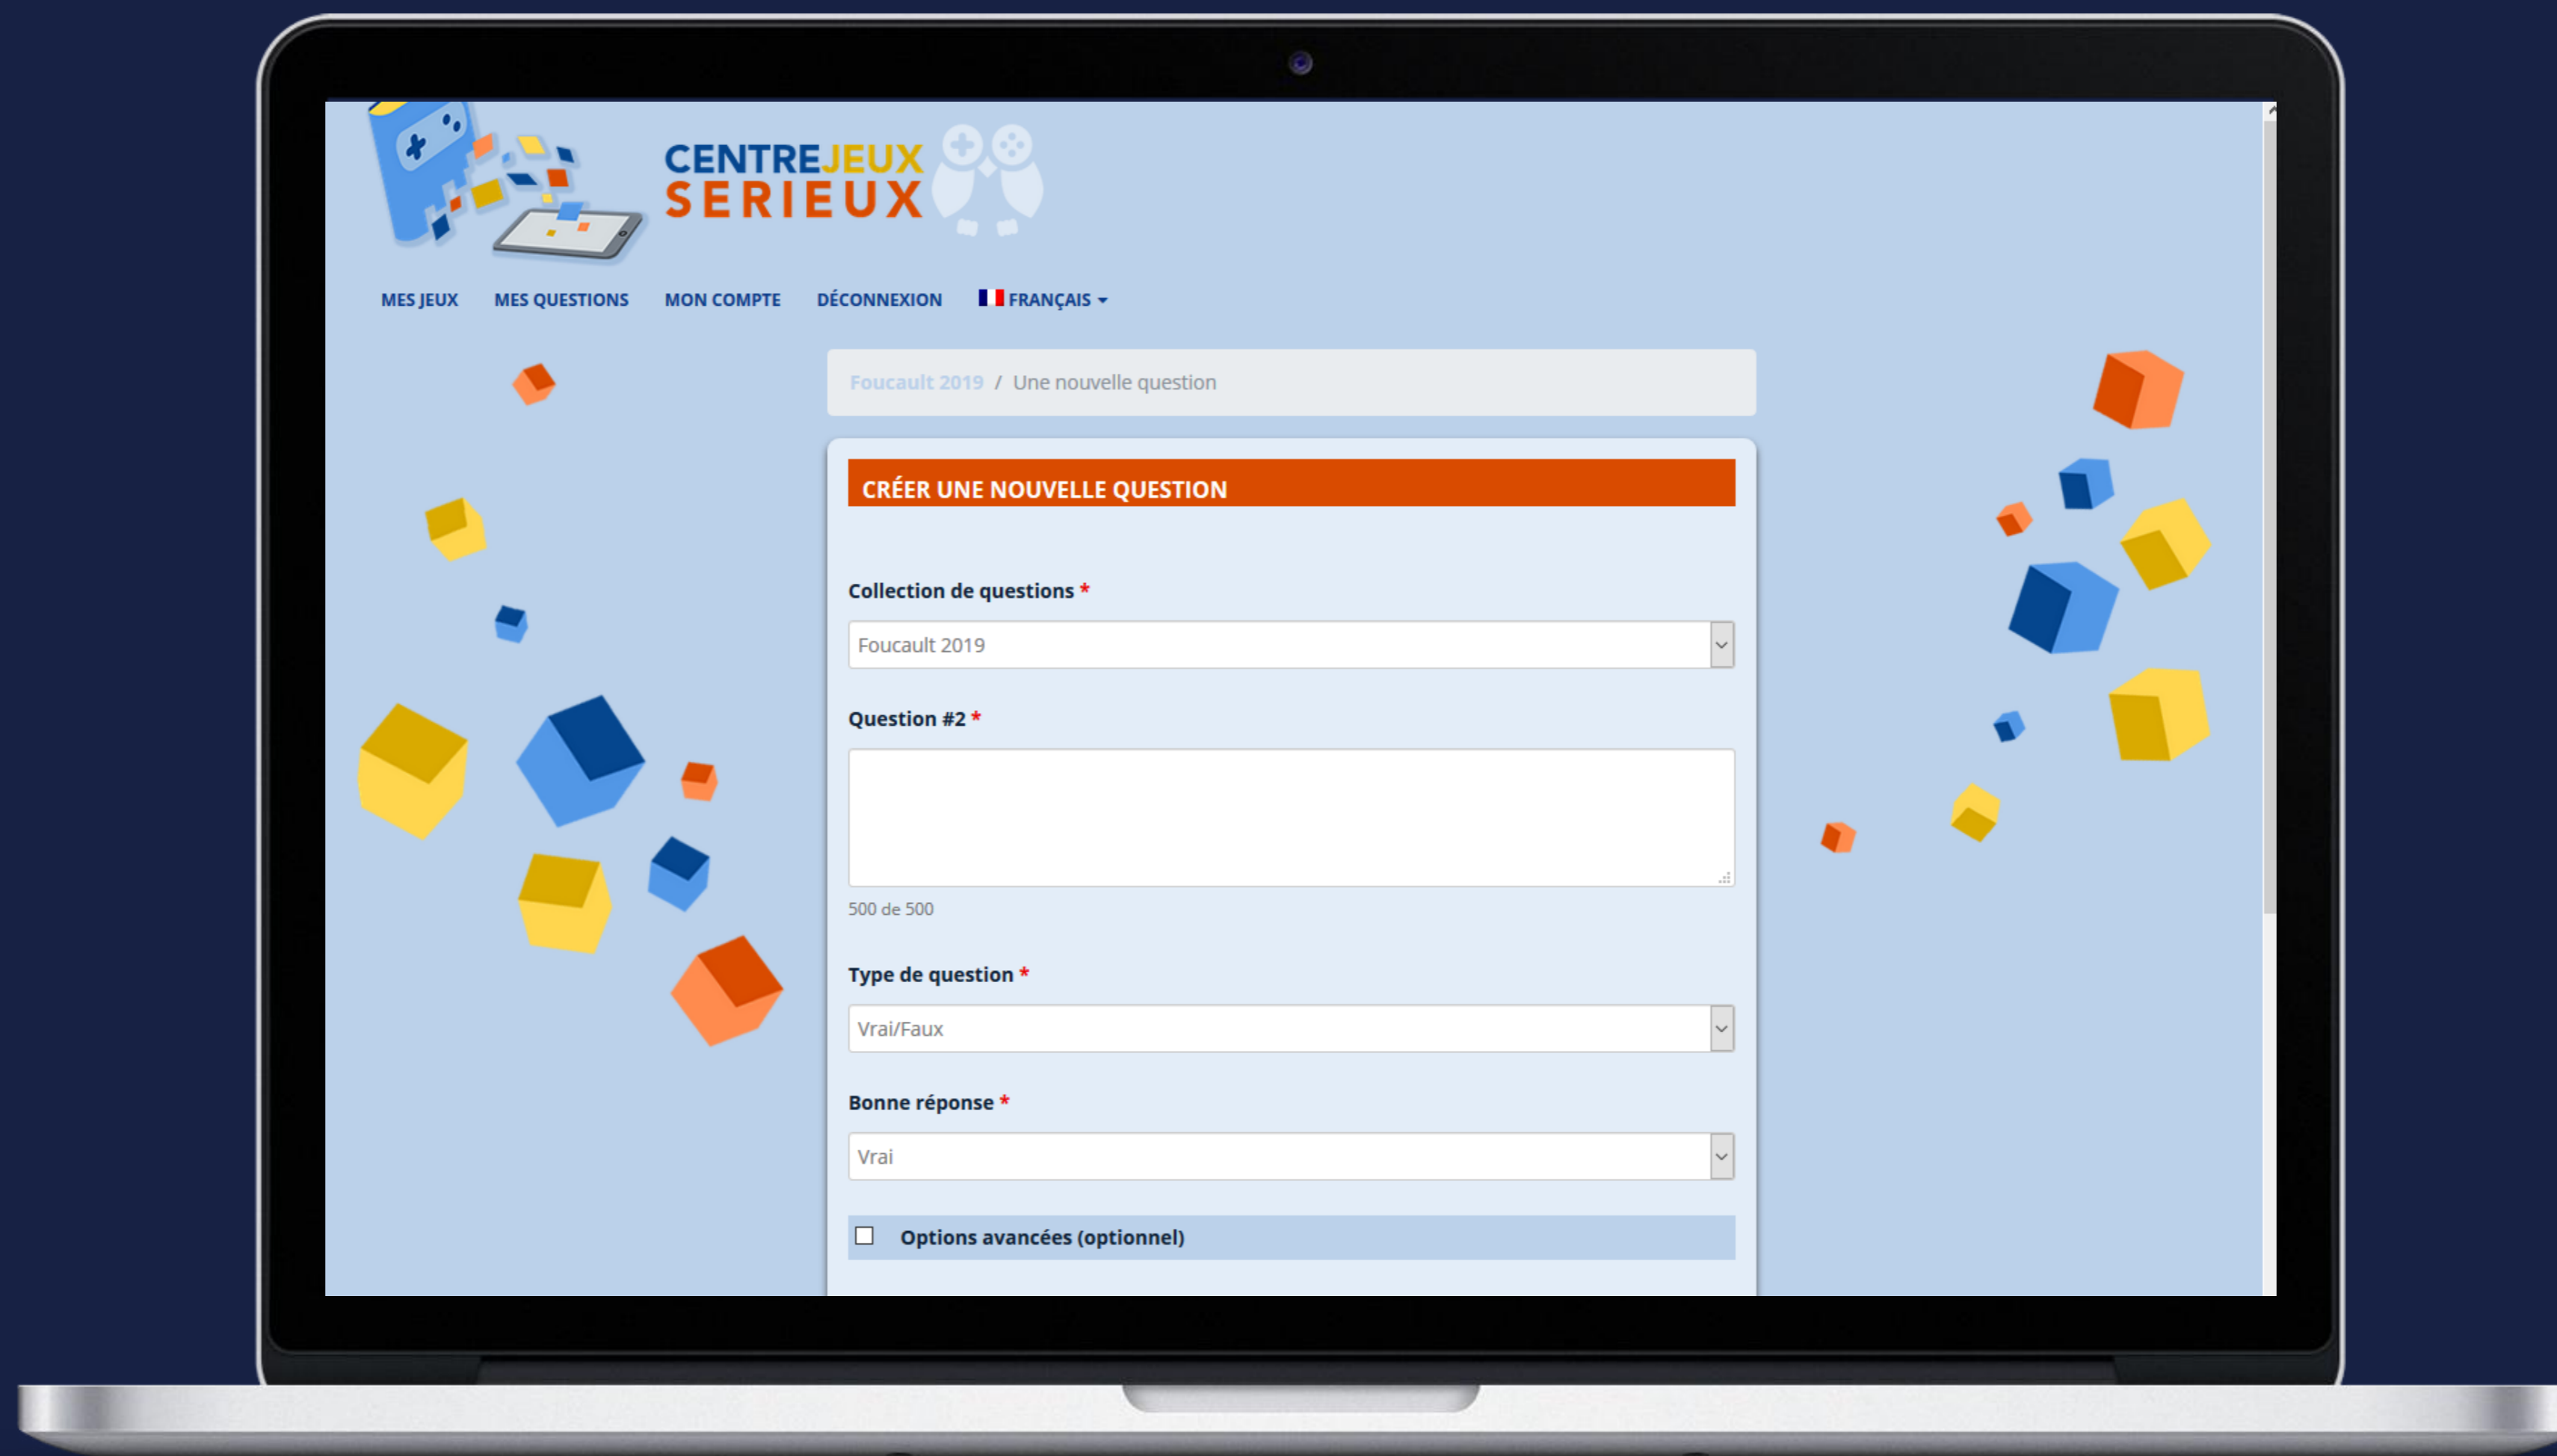 CENTREJEUX
SERIEUX
MES JEUX MES QUESTIONS MON COMPTE DÉCONNEXION FRANÇAIS
Foucault 2019 / Une nouvelle question
CRÉER UNE NOUVELLE QUESTION
Collection de questions *
Foucault 2019
Question #2 *
500 de 500
Type de question *
Vrai/Faux
Bonne réponse *
Vrai
Options avancées (optionnel)